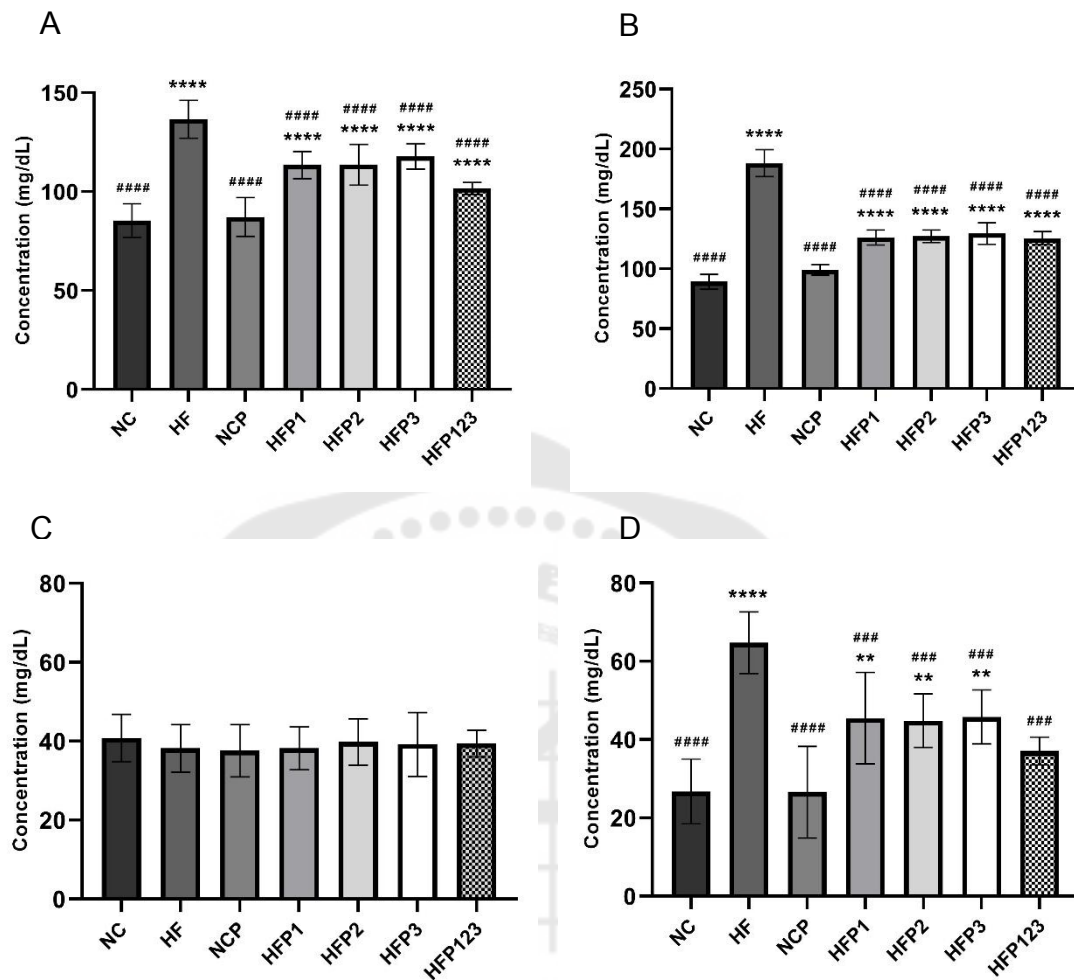 A
Concentration (mg/dL)
150
100
50
0
####
****
####
####
****
####
****
####
****
####
****
NC
HF
NCP
HFP1
HFP2
HFP3
HFP123
B
Concentration (mg/dL)
250
200
150
100
50
0
####
****
####
####
****
####
****
####
****
####
****
NC
HF
NCP
HFP1
HFP2
HFP3
HFP123
C
Concentration (mg/dL)
80
60
40
20
0
NC
HF
NCP
HFP1
HFP2
HFP3
HFP123
D
Concentration (mg/dL)
80
60
40
20
0
####
****
####
###
**
###
**
###
**
###
NC
HF
NCP
HFP1
HFP2
HFP3
HFP123